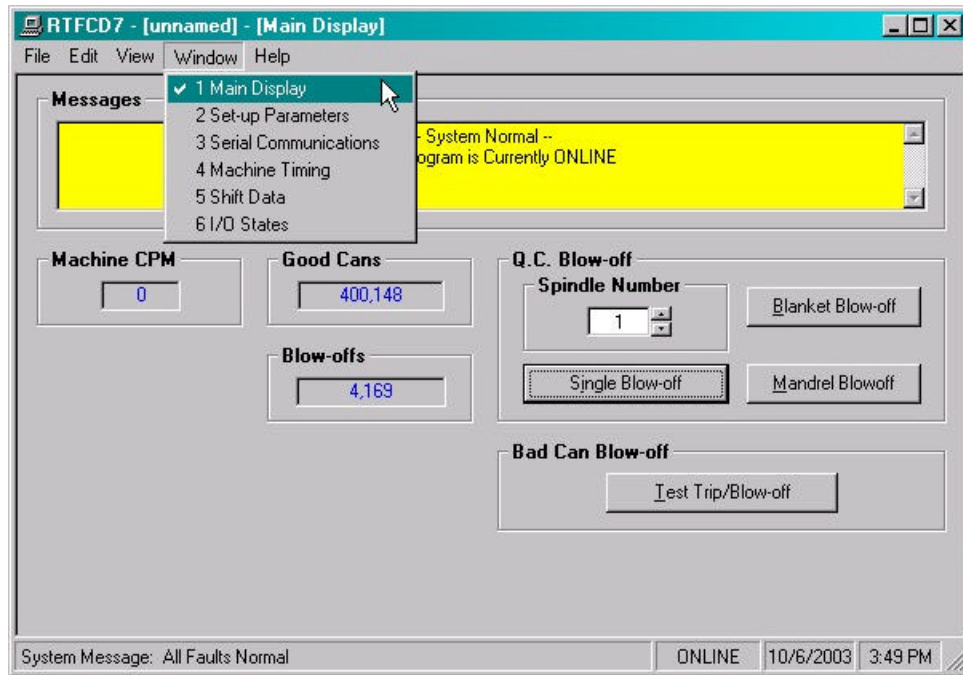 RTFCD7 - [unnamed] - [Main Display]
File Edit View Window Help
1 Main Display
2 Set-up Parameters
3 Serial Communications
4 Machine Timing
5 Shift Data
6 I/O States
Messages
- System Normal --
ogram is Currently ONLINE
Machine CPM
0
Good Cans
400,148
Blow-offs
4,169
Q.C. Blow-off
Spindle Number
1
Blanket Blow-off
Single Blow-off
Mandrel Blowoff
Bad Can Blow-off
Test Trip/Blow-off
System Message: All Faults Normal
ONLINE
10/6/2003
3:49 PM